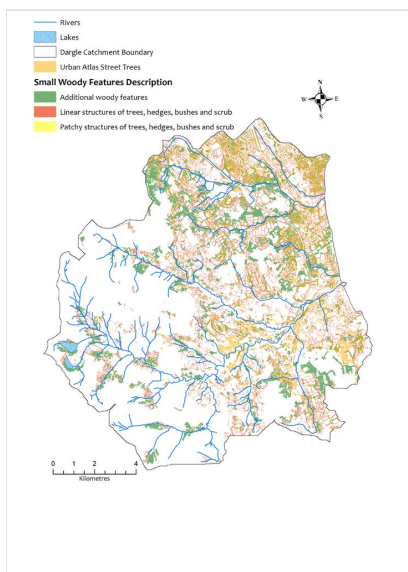 Rivers
Lakes
Dargle Catchment Boundary
Urban Atlas Street Trees
Small Woody Features Description
Additional woody features
Linear structures of trees, hedges, bushes and scrub
Patchy structures of trees, hedges, bushes and scrub
N
W E
S
0 1 2 4
Kilometres